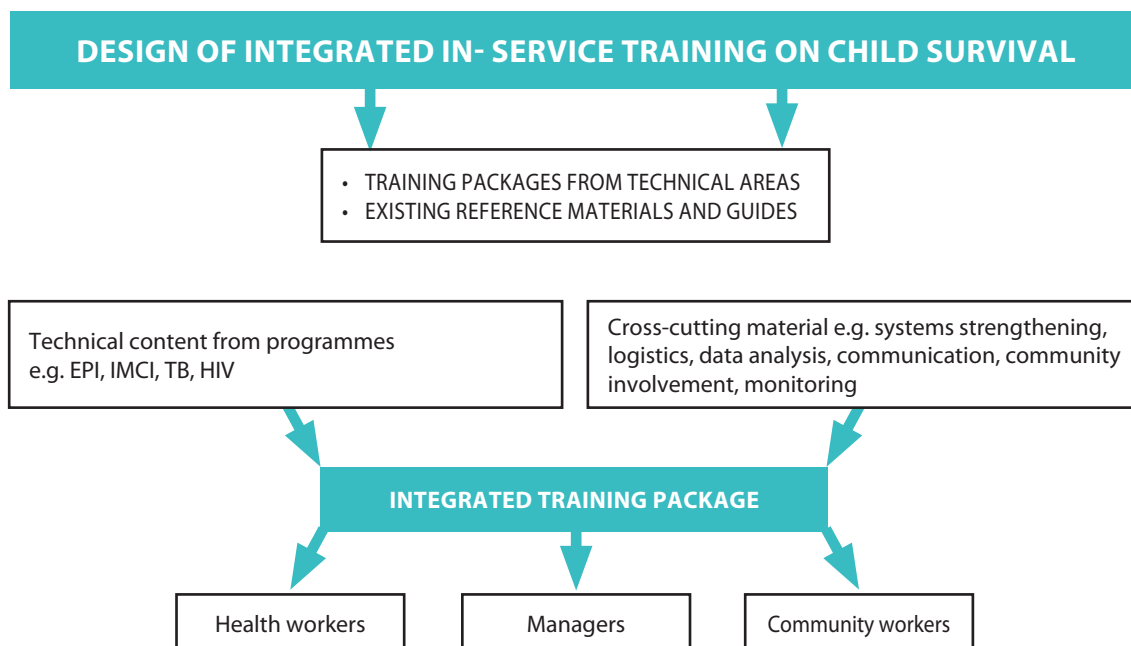 DESIGN OF INTEGRATED IN- SERVICE TRAINING ON CHILD SURVIVAL
• TRAINING PACKAGES FROM TECHNICAL AREAS
• EXISTING REFERENCE MATERIALS AND GUIDES
Technical content from programmes
e.g. EPI, IMCI, TB, HIV
Cross-cutting material e.g. systems strengthening,
logistics, data analysis, communication, community
involvement, monitoring
INTEGRATED TRAINING PACKAGE
Health workers
Managers
Community workers